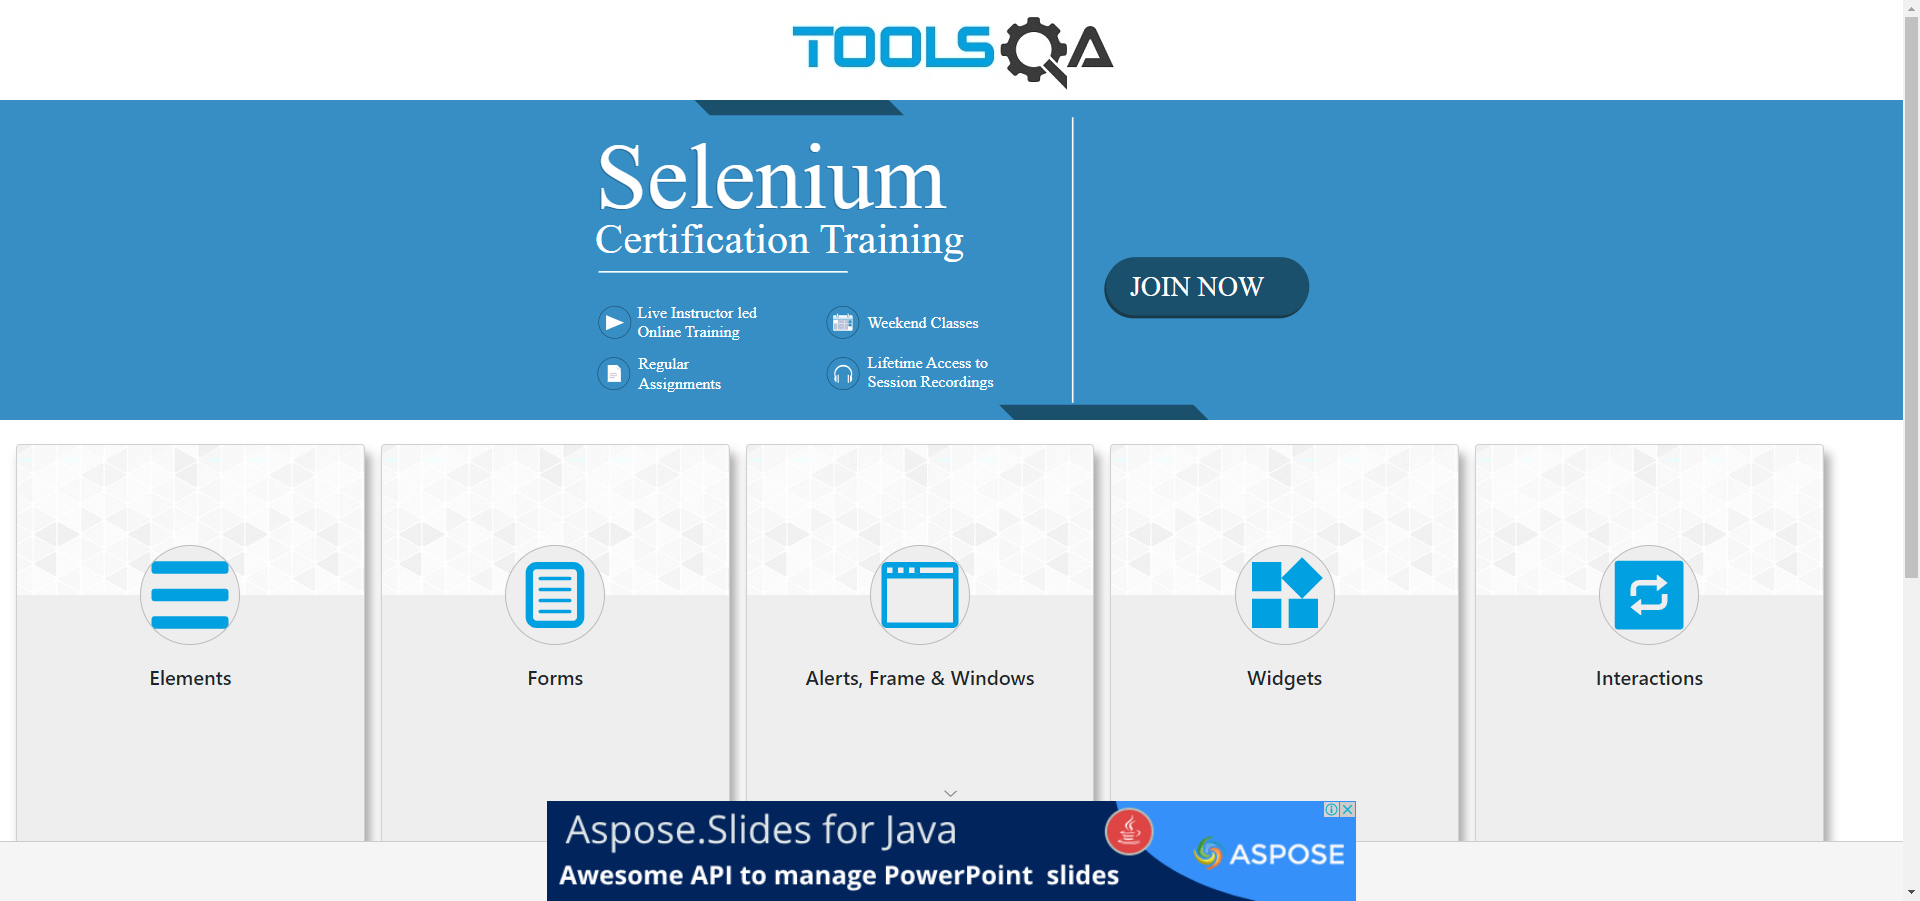 TOOLSQA
Selenium
Certification Training
JOIN NOW
Live Instructor led
Online Training
Weekend Classes
Regular
Assignments
Lifetime Access to
Session Recordings
Elements
Forms
Alerts, Frame & Windows
Widgets
Interactions
Aspose.Slides for Java
Awesome API to manage PowerPoint slides
ASPOSE